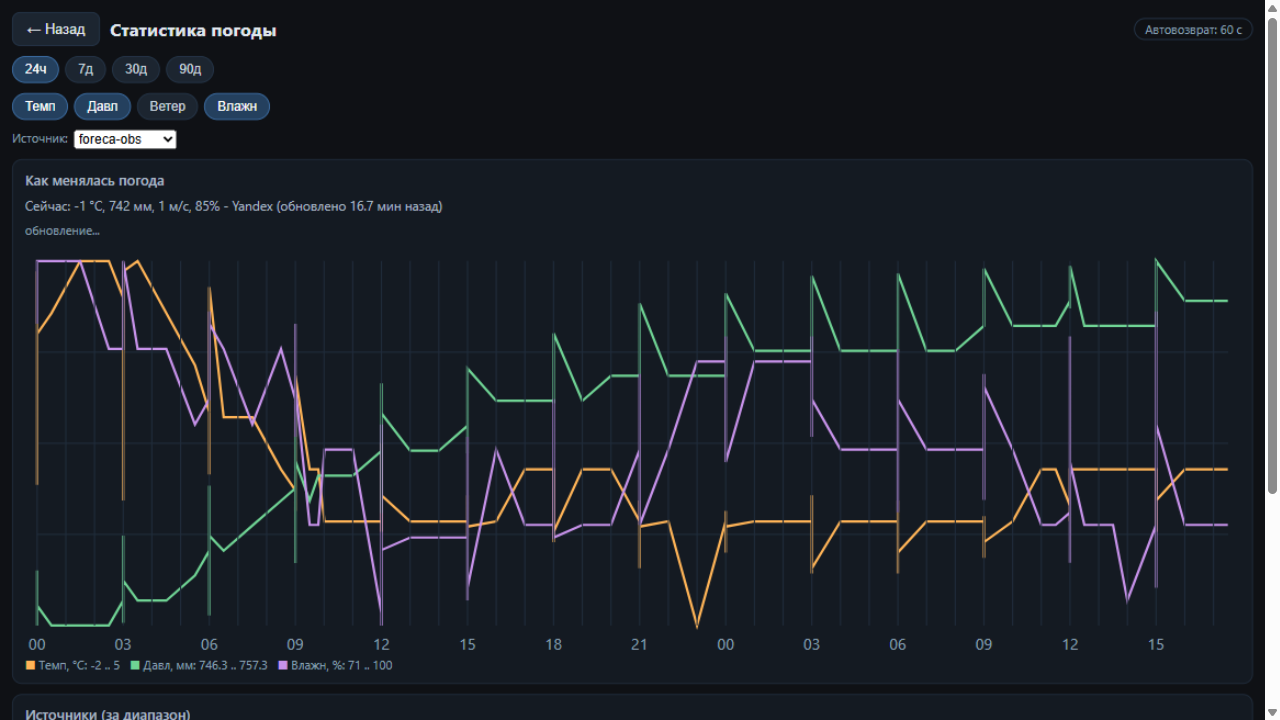 ← Назад Статистика погоды Автовозврат: 60 с
24ч 7д 30д 90д
Темп Давл Ветер Влажн
Источник: foreca-obs
Как менялась погода
Сейчас: -1 °C, 742 мм, 1 м/с, 85% - Yandex (обновлено 16.7 мин назад)
обновление...
00 03 06 09 12 15 18 21 00 03 06 09 12 15
Темп, °C: -2 .. 5 Давл, мм: 746.3 .. 757.3 Влажн, %: 71 .. 100
Источники (за диапазон)